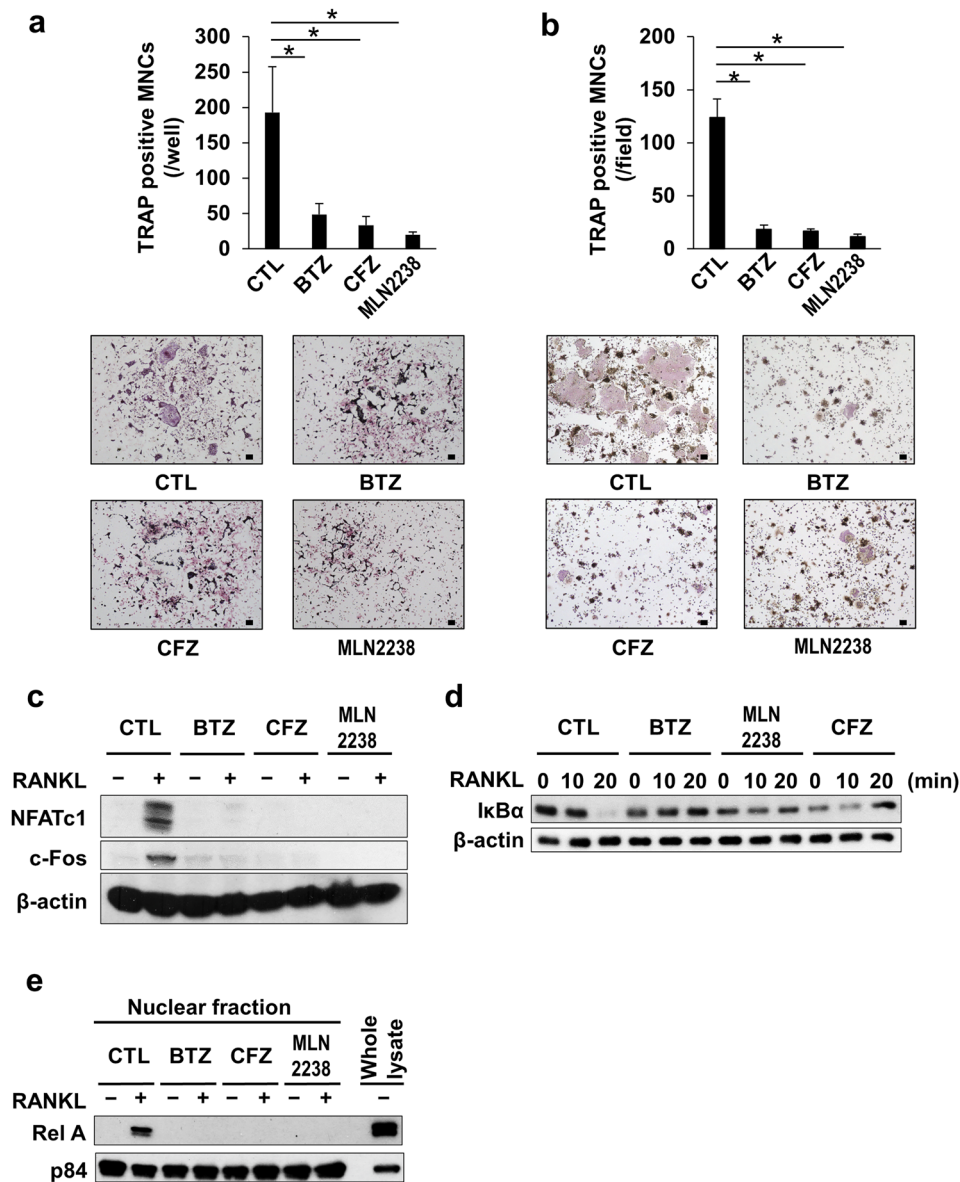 a
TRAP positive MNCs
(/well)
300
250
200
150
100
50
0
*
*
*
CTL
BTZ
CFZ
MLN2238
CTL
BTZ
CFZ
MLN2238
b
TRAP positive MNCs
(/field)
200
150
100
50
0
*
*
*
CTL
BTZ
CFZ
MLN2238
CTL
BTZ
CFZ
MLN2238
c
CTL BTZ CFZ MLN 2238
RANKL − + − + − + − +
NFATc1
c-Fos
β-actin
d
CTL BTZ MLN 2238 CFZ
RANKL 0 10 20 0 10 20 0 10 20 0 10 20 (min)
IκBα
β-actin
e
Nuclear fraction
CTL BTZ CFZ MLN 2238 Whole lysate
RANKL − + − + − + − + −
Rel A
p84